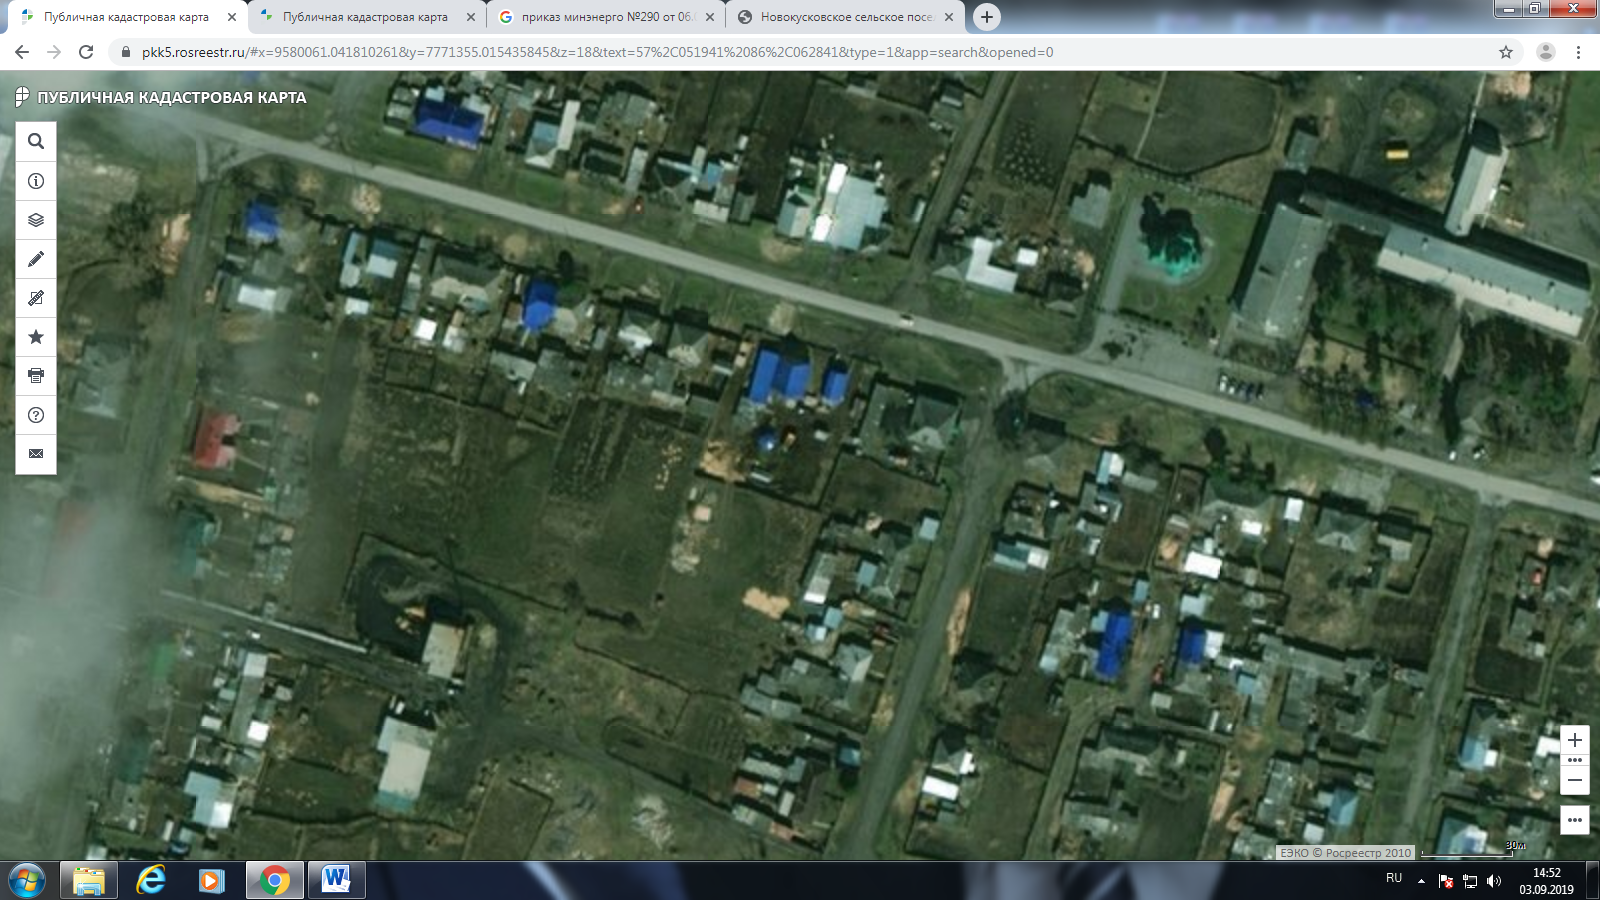 Публичная кадастровая карта
Публичная кадастровая карта
приказ минэнерго №290 от 06.
Новокусковское сельское посе
pkk5.rosreestr.ru/#x=9580061.041810261&y=7771355.015435845&z=18&text=57%2C051941%2086%2C062841&type=1&app=search&opened=0
ПУБЛИЧНАЯ КАДАСТРОВАЯ КАРТА
30м
ЕЭКО © Росреестр 2010
RU
14:52
03.09.2019